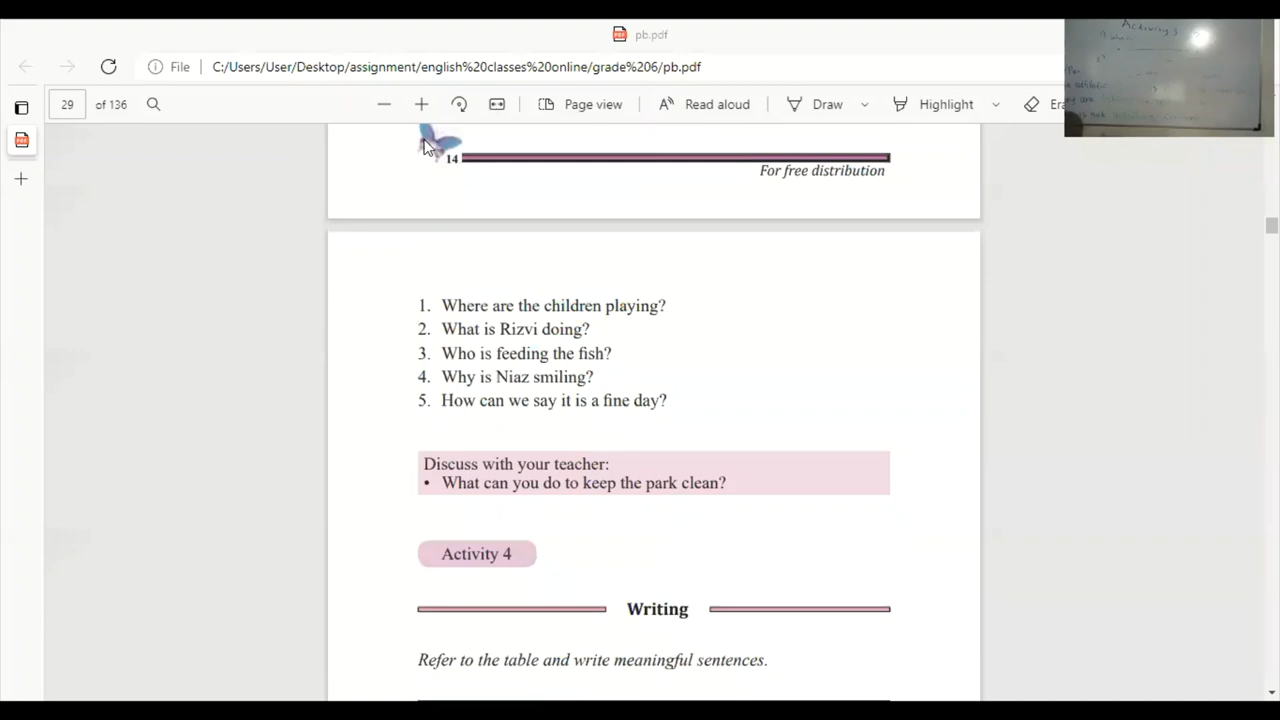 pb.pdf
File C:/Users/User/Desktop/assignment/english%20classes%20online/grade%206/pb.pdf
29 of 136 Page view Read aloud Draw Highlight
14
For free distribution
1. Where are the children playing?
2. What is Rizvi doing?
3. Who is feeding the fish?
4. Why is Niaz smiling?
5. How can we say it is a fine day?
Discuss with your teacher:
• What can you do to keep the park clean?
Activity 4
Writing
Refer to the table and write meaningful sentences.